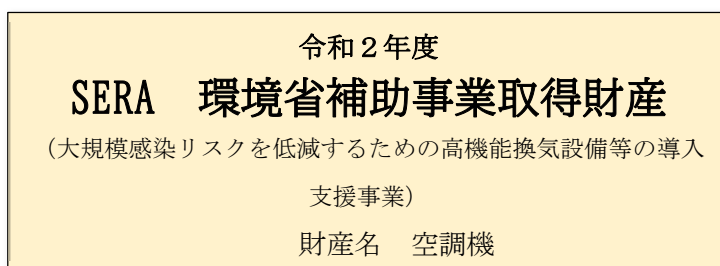 令和２年度
SERA　環境省補助事業取得財産
（大規模感染リスクを低減するための高機能換気設備等の導入
支援事業）
財産名　空調機